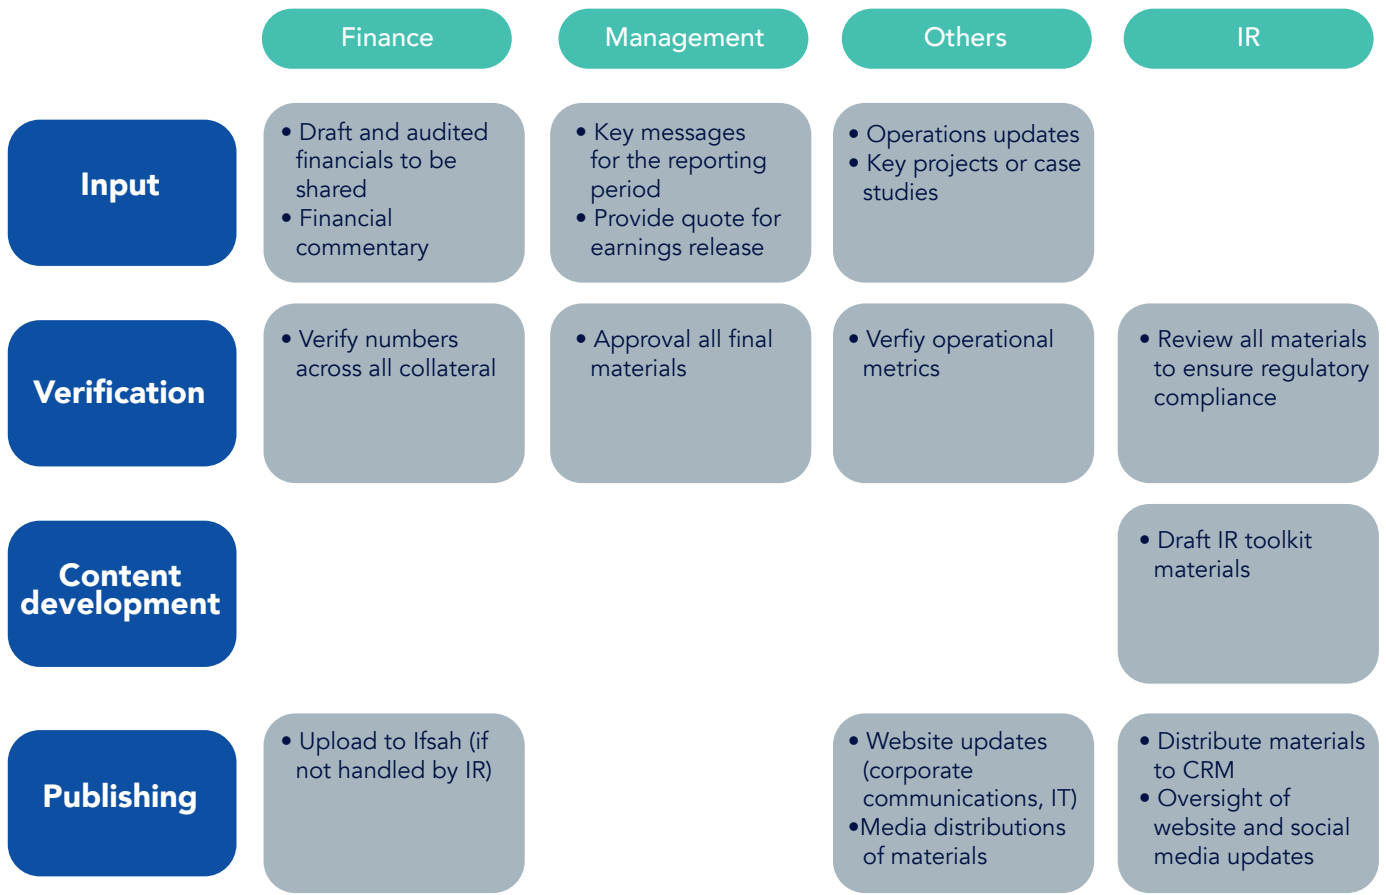 Finance
Management
Others
IR
Input
• Draft and audited
financials to be
shared
• Financial
commentary
• Key messages
for the reporting
period
• Provide quote for
earnings release
• Operations updates
• Key projects or case
studies
Verification
• Verify numbers
across all collateral
• Approval all final
materials
• Verfiy operational
metrics
• Review all materials
to ensure regulatory
compliance
Content
development
• Draft IR toolkit
materials
Publishing
• Upload to Ifsah (if
not handled by IR)
• Website updates
(corporate
communications, IT)
•Media distributions
of materials
• Distribute materials
to CRM
• Oversight of
website and social
media updates